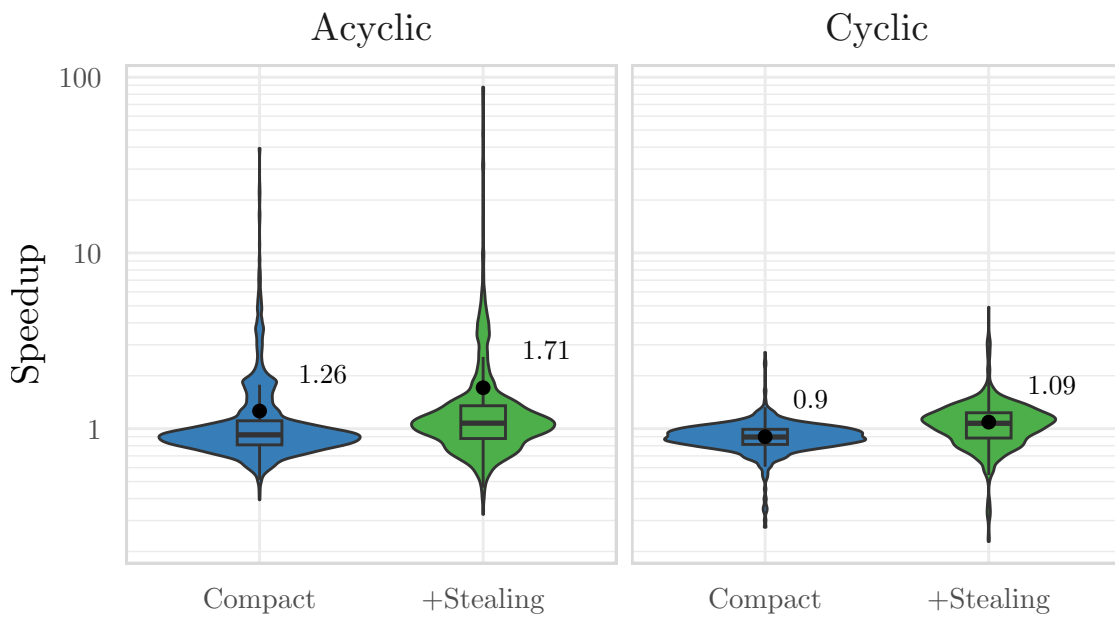 Acyclic
Cyclic
Speedup
100
10
1
1.26
1.71
0.9
1.09
Compact
+Stealing
Compact
+Stealing